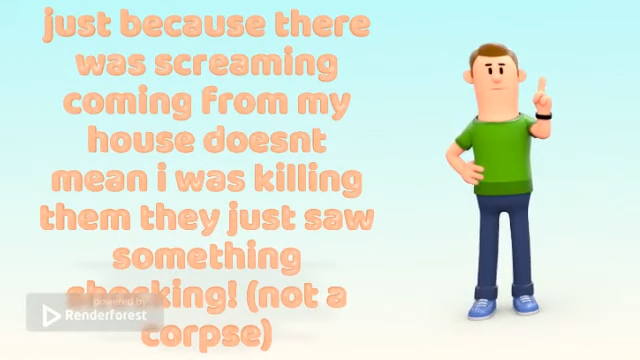 just because there
was screaming
coming from my
house doesnt
mean i was killing
them they just saw
something
shocking! (not a
corpse)
powered by
Renderforest